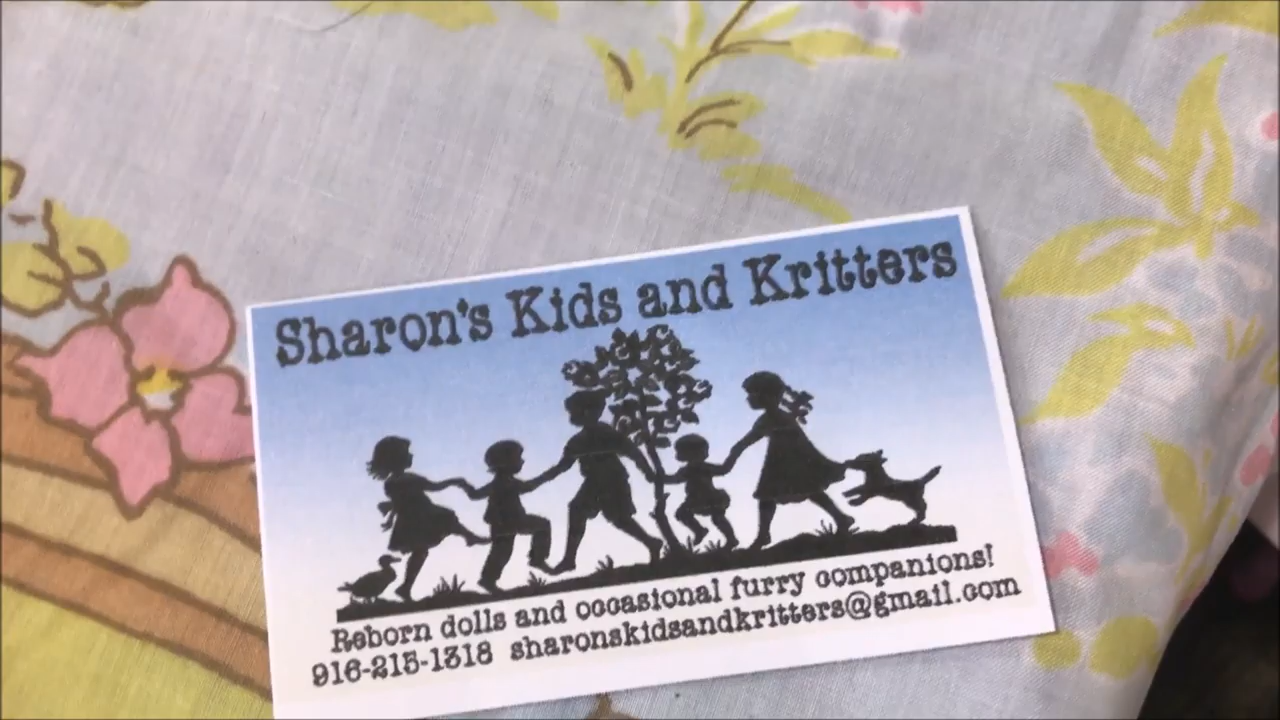 Sharon's Kids and Kritters
Reborn dolls and occasional furry companions!
916-215-1318 sharonskidsandkritters@gmail.com